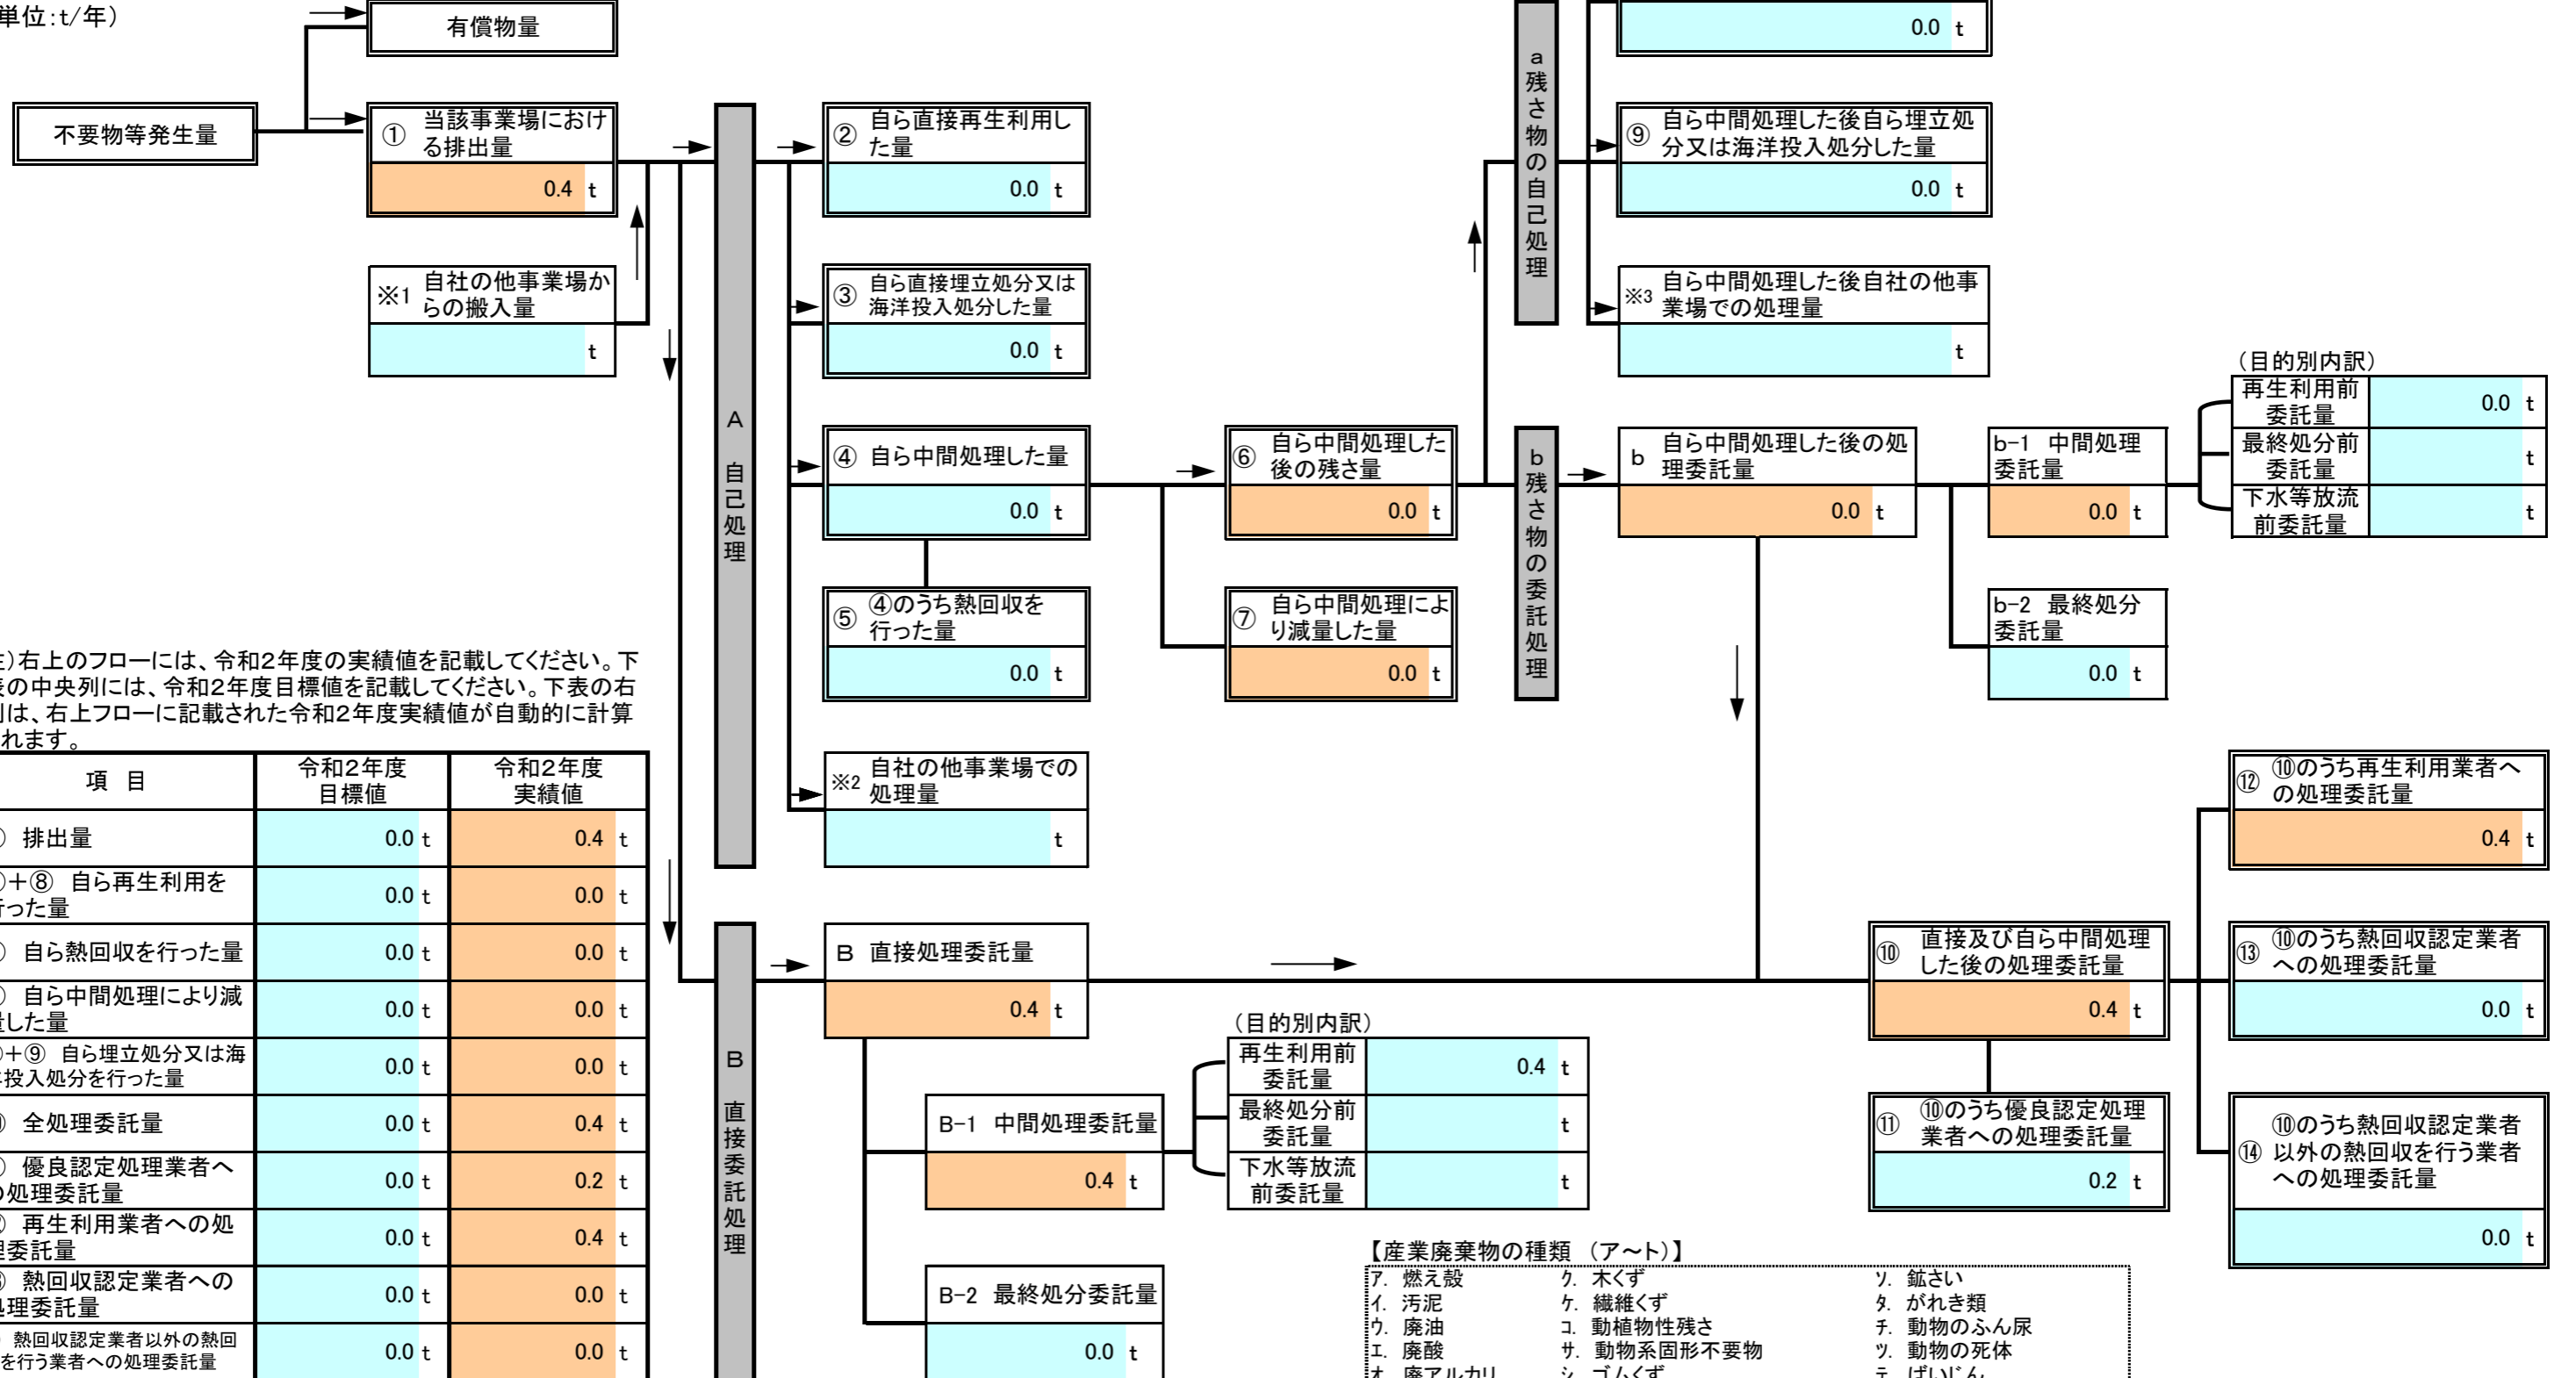 単位:t/年)
有償物量
不要物等発生量
① 当該事業場におけ
る排出量
0.4 t
※1 自社の他事業場か
らの搬入量
t
A 自己処理
② 自ら直接再生利用し
た量
0.0 t
③ 自ら直接埋立処分又は
海洋投入処分した量
0.0 t
④ 自ら中間処理した量
0.0 t
⑤ ④のうち熱回収を
行った量
0.0 t
※2 自社の他事業場での
処理量
t
⑥ 自ら中間処理した
後の残さ量
0.0 t
⑦ 自ら中間処理によ
り減量した量
0.0 t
a 残さ物の自己処理
0.0 t
⑨ 自ら中間処理した後自ら埋立処
分又は海洋投入処分した量
0.0 t
※3 自ら中間処理した後自社の他事
業場での処理量
t
b 残さ物の委託処理
b 自ら中間処理した後の処
理委託量
0.0 t
b-1 中間処理
委託量
0.0 t
(目的別内訳)
再生利用前
委託量
0.0 t
最終処分前
委託量
t
下水等放流
前委託量
t
b-2 最終処分
委託量
0.0 t
)右上のフローには、令和2年度の実績値を記載してください。下
表の中央列には、令和2年度目標値を記載してください。下表の右
は、右上フローに記載された令和2年度実績値が自動的に計算
れます。
項 目
令和2年度
目標値
令和2年度
実績値
) 排出量
0.0 t
0.4 t
)+⑧ 自ら再生利用を
行った量
0.0 t
0.0 t
) 自ら熱回収を行った量
0.0 t
0.0 t
) 自ら中間処理により減
量した量
0.0 t
0.0 t
)+⑨ 自ら埋立処分又は海
投入処分を行った量
0.0 t
0.0 t
) 全処理委託量
0.0 t
0.4 t
) 優良認定処理業者へ
の処理委託量
0.0 t
0.2 t
) 再生利用業者への処
理委託量
0.0 t
0.4 t
) 熱回収認定業者への
処理委託量
0.0 t
0.0 t
熱回収認定業者以外の熱回
を行う業者への処理委託量
0.0 t
0.0 t
B 直接委託処理
B 直接処理委託量
0.4 t
B-1 中間処理委託量
0.4 t
(目的別内訳)
再生利用前
委託量
0.4 t
最終処分前
委託量
t
下水等放流
前委託量
t
B-2 最終処分委託量
0.0 t
⑩ 直接及び自ら中間処理
した後の処理委託量
0.4 t
⑪ ⑩のうち優良認定処理
業者への処理委託量
0.2 t
⑫ ⑩のうち再生利用業者へ
の処理委託量
0.4 t
⑬ ⑩のうち熱回収認定業者
への処理委託量
0.0 t
⑭ ⑩のうち熱回収認定業者
以外の熱回収を行う業者
への処理委託量
0.0 t
【産業廃棄物の種類 (ア~ト)】
ア. 燃え殻 ク. 木くず ソ. 鉱さい
イ. 汚泥 ケ. 繊維くず タ. がれき類
ウ. 廃油 コ. 動植物性残さ チ. 動物のふん尿
エ. 廃酸 サ. 動物系固形不要物 ツ. 動物の死体
オ. 廃アルカリ シ. ゴムくず テ. ばいじん